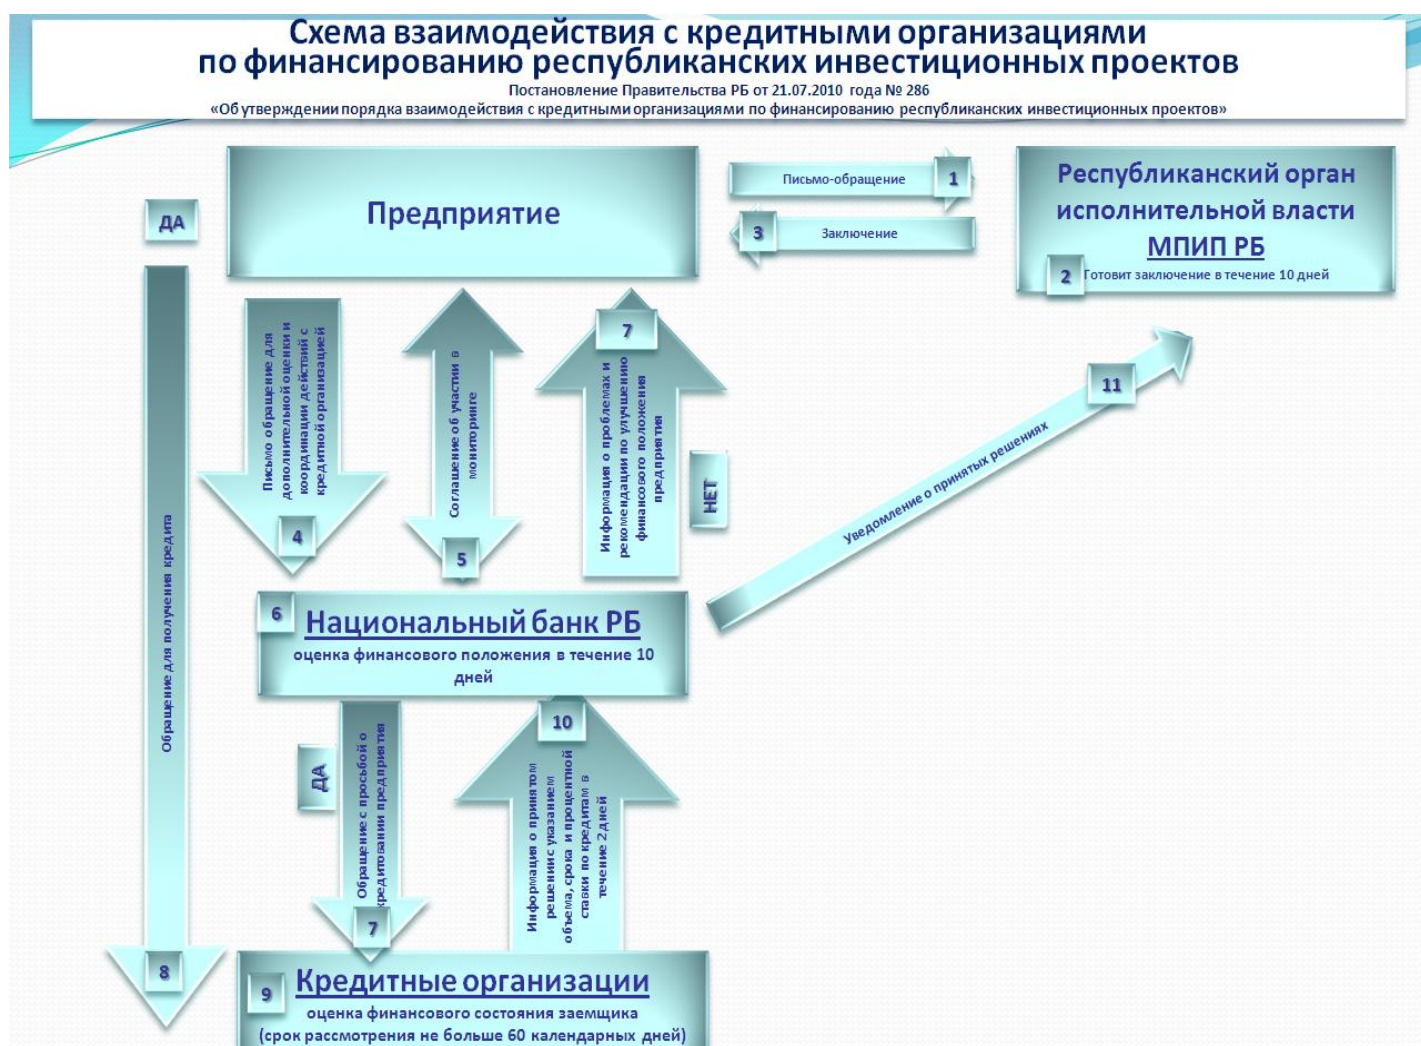 Схема взаимодействия с кредитными организациями
по финансированию республиканских инвестиционных проектов
Постановление Правительства РБ от 21.07.2010 года № 286
«Об утверждении порядка взаимодействия с кредитными организациями по финансированию республиканских инвестиционных проектов»
ДА
Предприятие
Письмо-обращение
1
3
Заключение
Республиканский орган
исполнительной власти
МПИП РБ
2
Готовит заключение в течение 10 дней
Письмо обращение для
дополнительной оценки и
координации действий с
кредитной организацией
4
Соглашение об участии в
мониторинге
5
7
Информация о проблемах и
рекомендации по улучшению
финансового положения
предприятия
НЕТ
11
Уведомление о принятых решениях
Обращение для получения кредита
8
6
Национальный банк РБ
оценка финансового положения в течение 10
дней
ДА
Обращение с просьбой о
кредитовании предприятия
7
10
Информация о принятом
решении с указанием
объема, срока и процентной
ставки по кредитам в
течение 2 дней
9
Кредитные организации
оценка финансового состояния заемщика
(срок рассмотрения не больше 60 календарных дней)